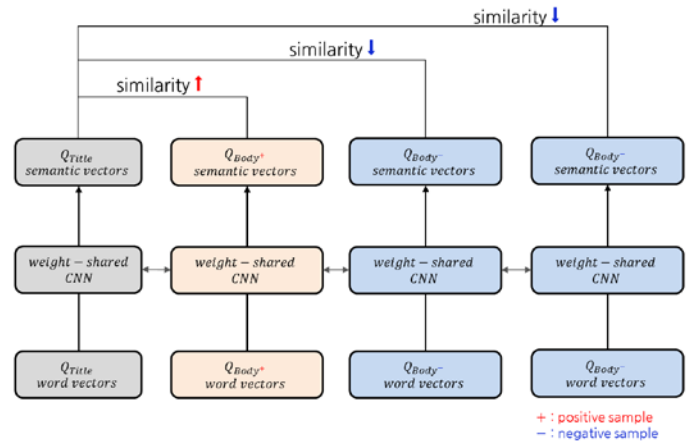 similarity ⬇
similarity ⬇
similarity ⬆
Q_Title
semantic vectors
Q_Body+
semantic vectors
Q_Body−
semantic vectors
Q_Body−
semantic vectors
weight − shared
CNN
weight − shared
CNN
weight − shared
CNN
weight − shared
CNN
Q_Title
word vectors
Q_Body+
word vectors
Q_Body−
word vectors
Q_Body−
word vectors
+ : positive sample
− : negative sample